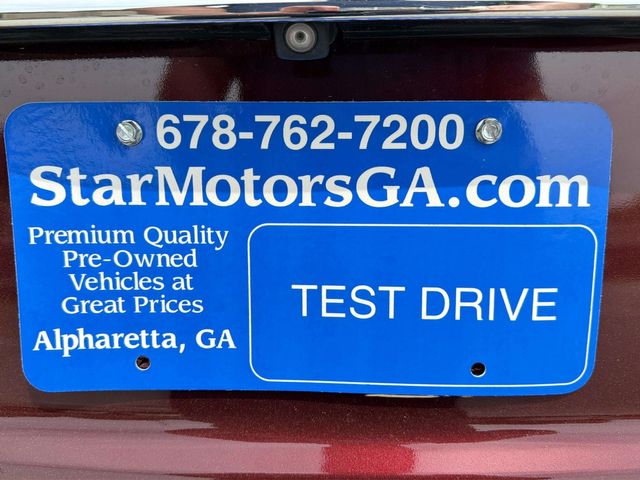 678-762-7200
StarMotorsGA.com
Premium Quality
Pre-Owned
Vehicles at
Great Prices
Alpharetta, GA
TEST DRIVE